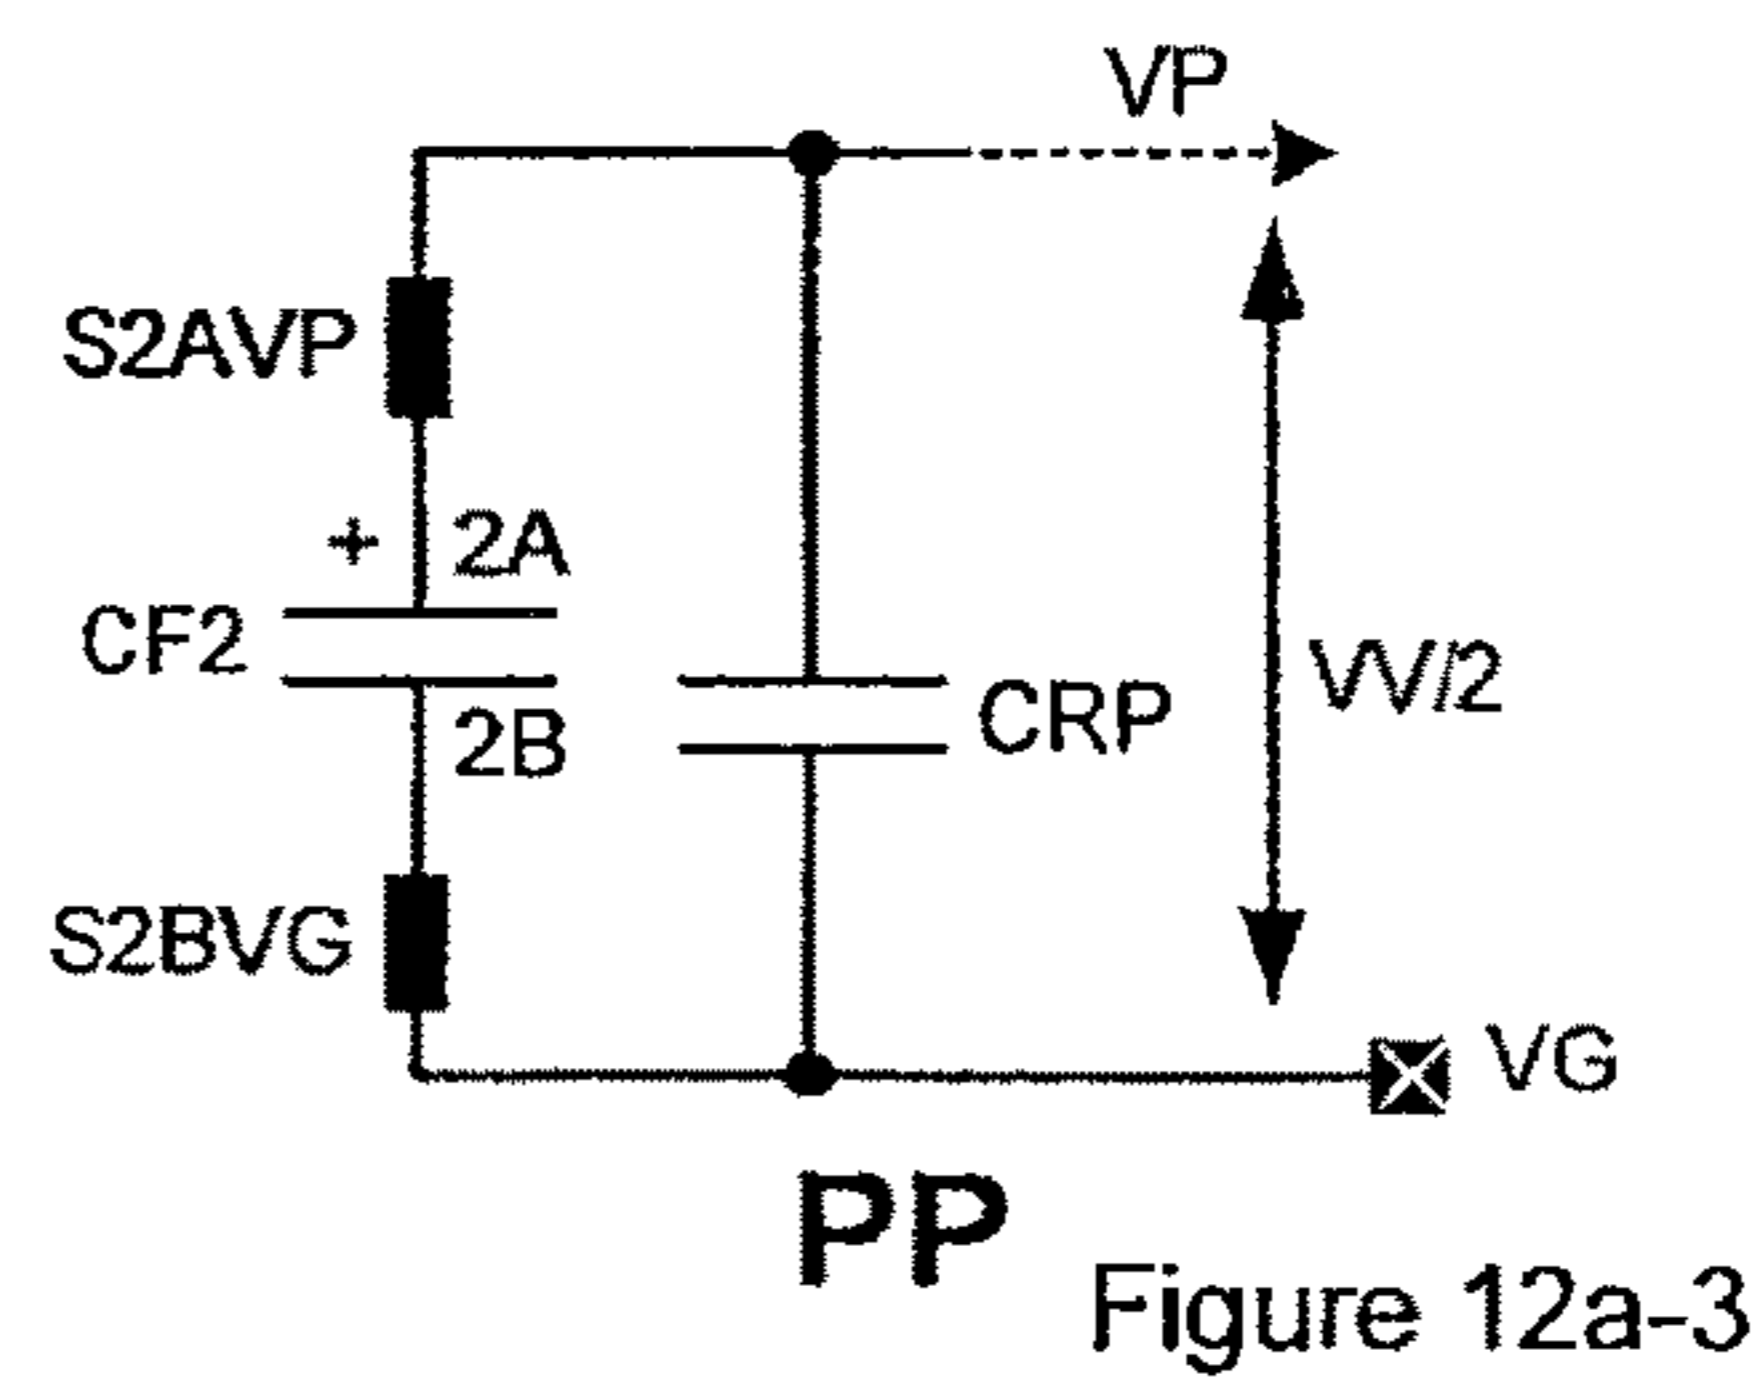 VP
S2AVP
+ 2A
CF2
VV/2
CRP
2B
S2BVG
VG
PP
Figure 12a-3